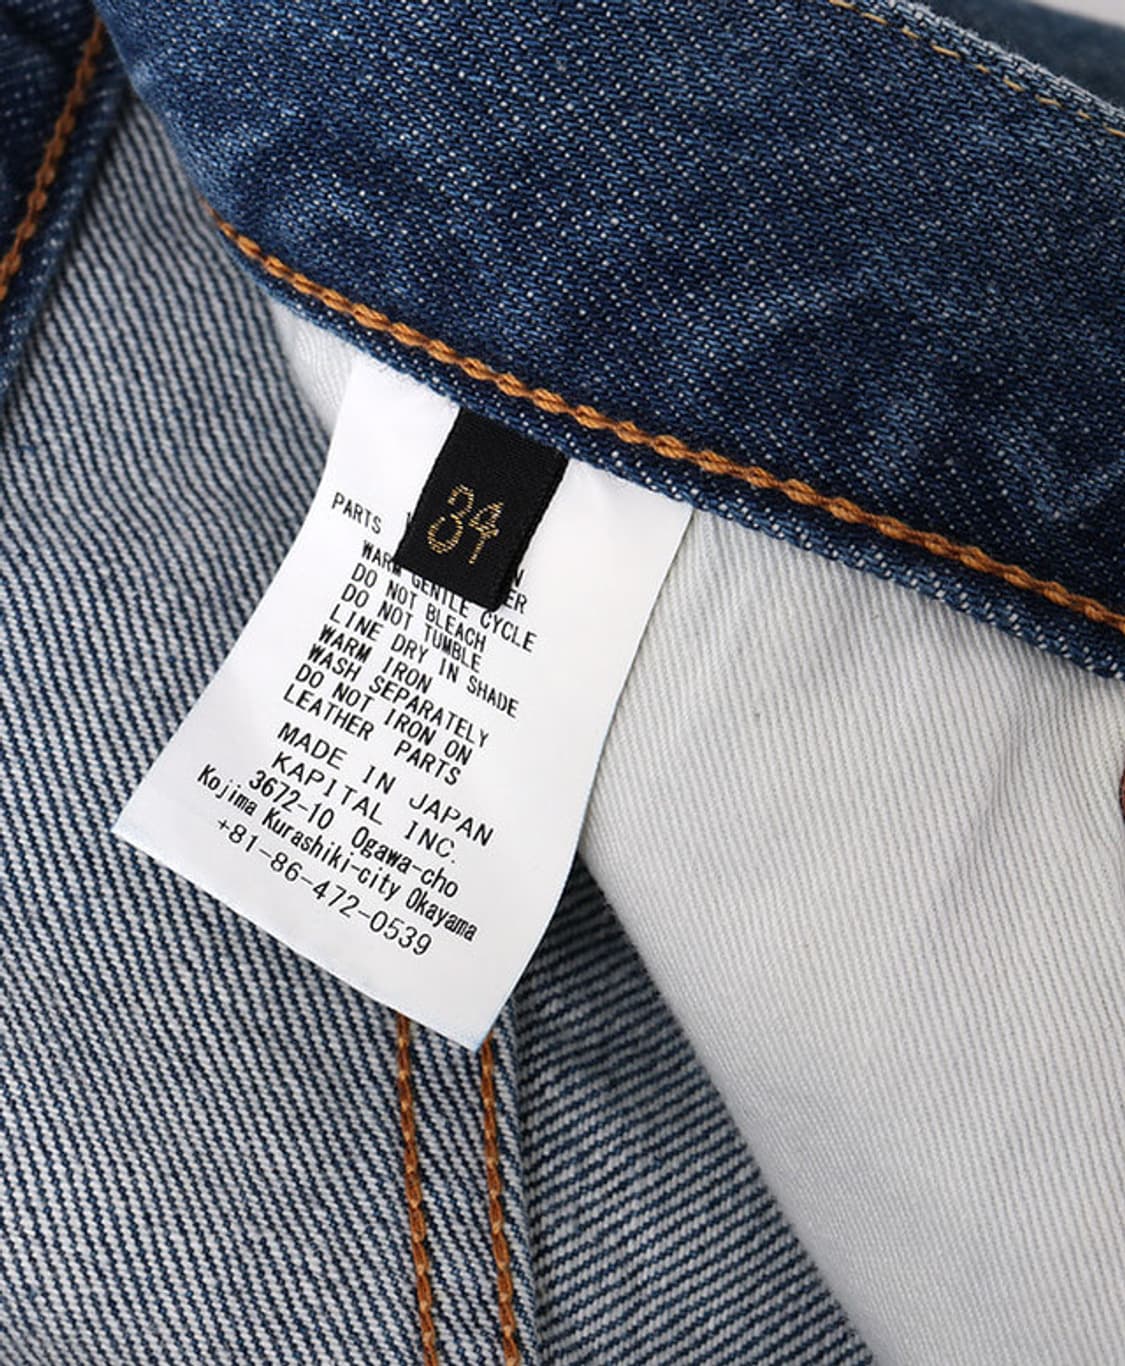 34
PARTS
WARM GENTLE CYCLE
DO NOT BLEACH
DO NOT TUMBLE
LINE DRY IN SHADE
WARM IRON
WASH SEPARATELY
DO NOT IRON ON
LEATHER PARTS
MADE IN JAPAN
KAPITAL INC.
3672-10 Ogawa-cho
Kojima Kurashiki-city Okayama
+81-86-472-0539